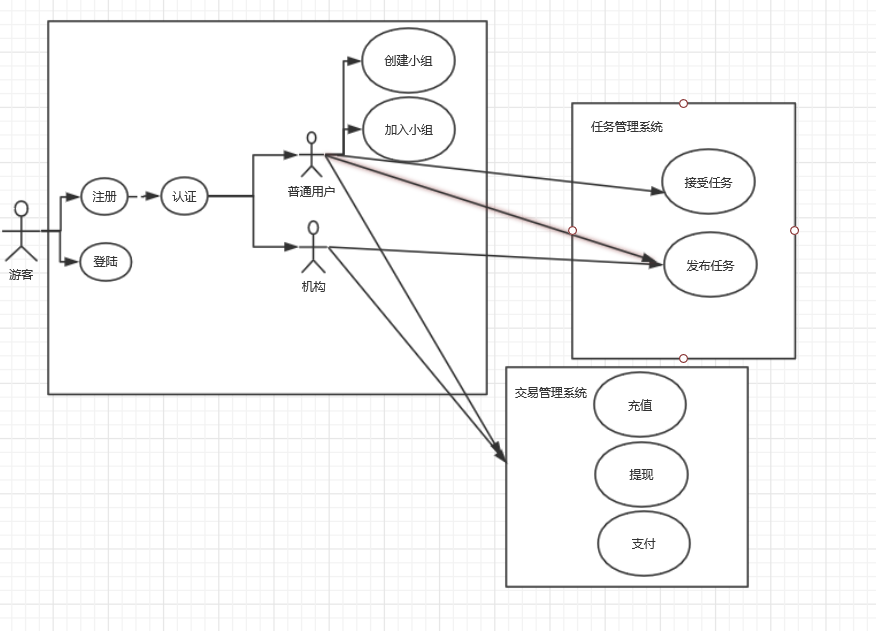 创建小组
加入小组
任务管理系统
接受任务
普通用户
注册
认证
登陆
游客
机构
发布任务
交易管理系统
充值
提现
支付